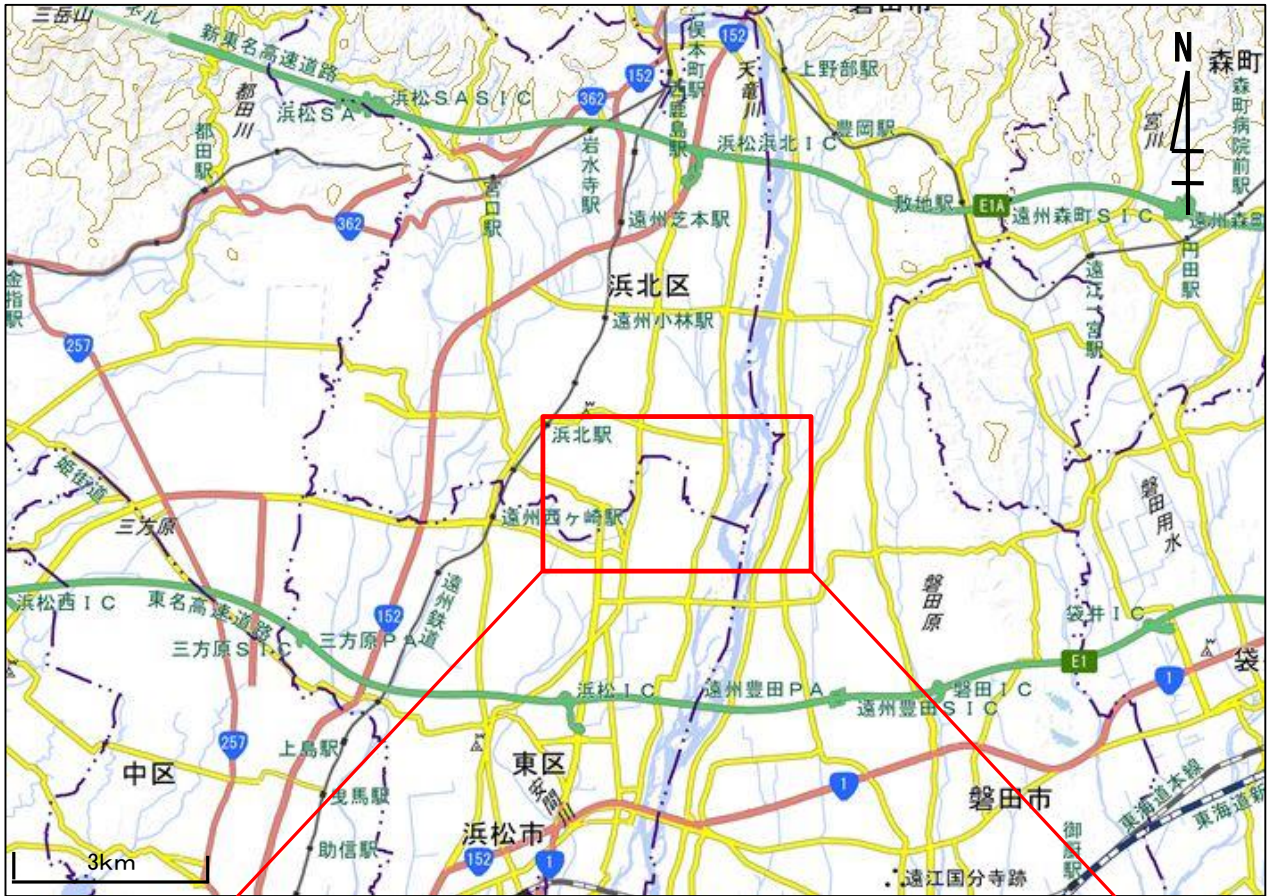 三岳山
新東名高速道路
152
俣本町駅
天竜川
上野部駅
N
森町
森町病院前駅
都田川
浜松SASIC
浜松SA
362
152
西鹿島駅
豊岡駅
宮川
都田駅
岩水寺駅
浜松浜北IC
宮口駅
敷地駅
E1A
遠州森町SIC
362
遠州芝本駅
円田駅
金指駅
浜北区
遠江一宮駅
257
遠州小林駅
浜北駅
姫街道
三方原
遠州西ヶ崎駅
磐田用水
浜松西IC
東名高速道路
遠州鉄道
152
磐田原
袋井IC
三方原SIC
三方原PA
E1
袋
浜松IC
遠州豊田PA
磐田IC
遠州豊田SIC
1
257
上島駅
中区
東区
安間川
1
曳馬駅
磐田市
東海道本線
東海道新
浜松市
御厨駅
3km
助信駅
152
1
遠江国分寺跡